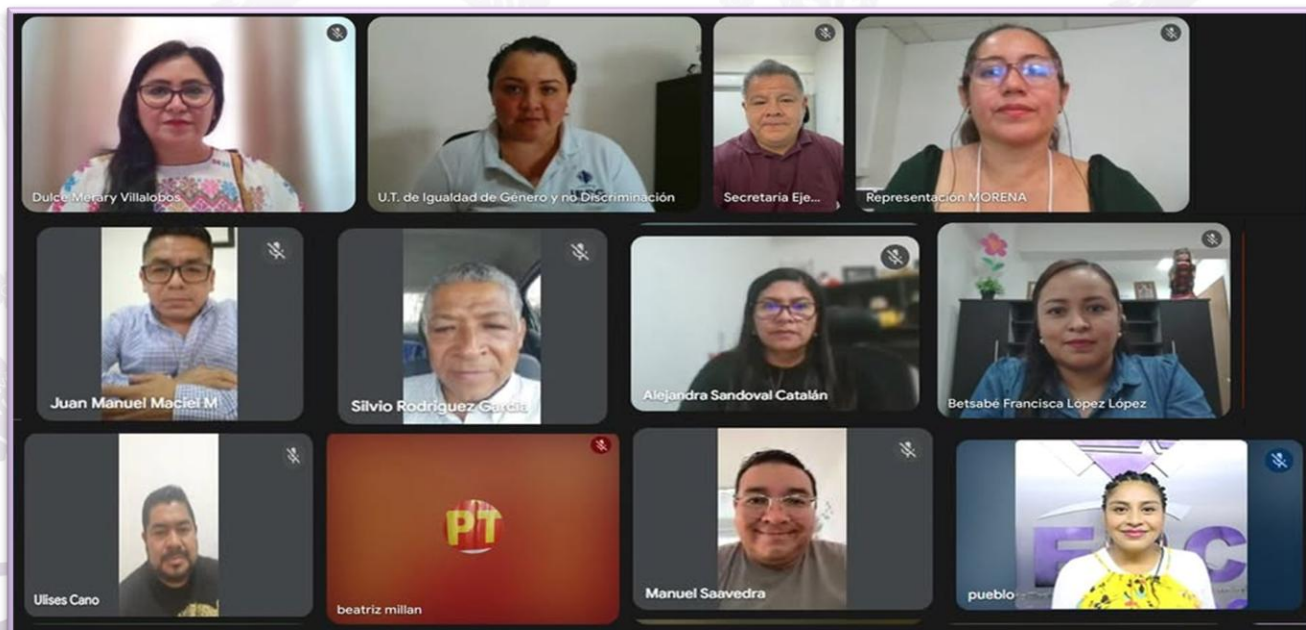 Dulce Merary Villalobos
U.T. de Igualdad de Género y no Discriminación
Secretaría Eje...
Representación MORENA
Juan Manuel Maciel M
Silvio Rodríguez García
Alejandra Sandoval Catalán
Betsabé Francisca López López
Ulises Cano
PT
beatriz millan
Manuel Saavedra
pueblo